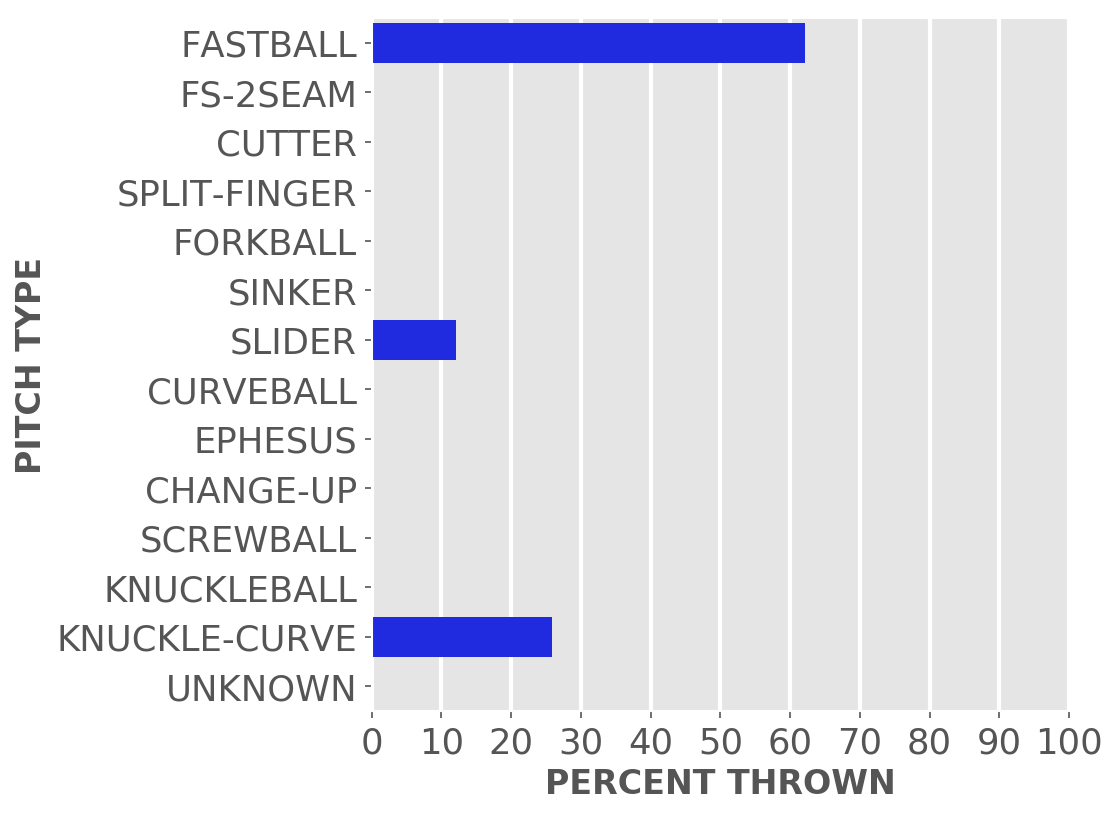 FASTBALL
FS-2SEAM
CUTTER
SPLIT-FINGER
FORKBALL
SINKER
SLIDER
CURVEBALL
EPHESUS
CHANGE-UP
SCREWBALL
KNUCKLEBALL
KNUCKLE-CURVE
UNKNOWN
PITCH TYPE
0 10 20 30 40 50 60 70 80 90 100
PERCENT THROWN